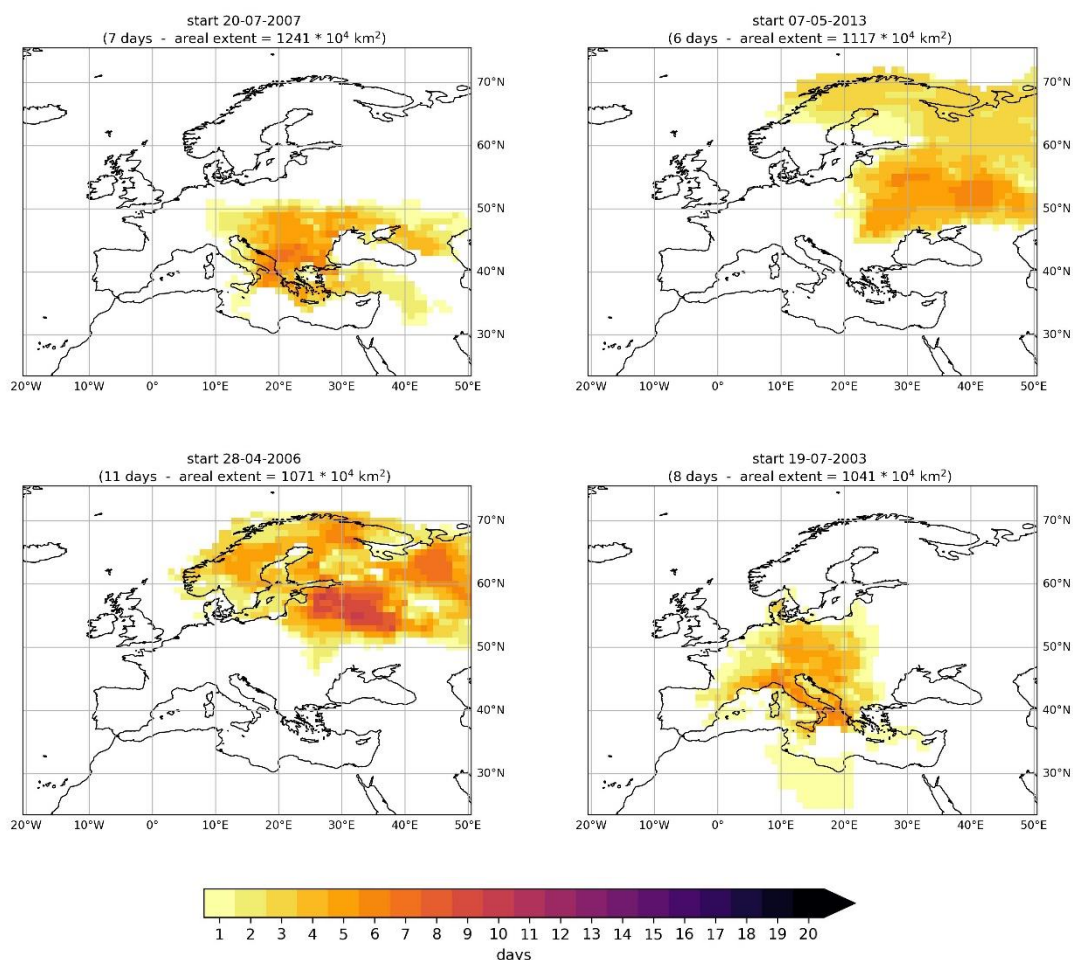 start 20-07-2007
(7 days - areal extent = 1241 * 10⁴ km²)
70°N
60°N
50°N
40°N
30°N
20°W 10°W 0° 10°E 20°E 30°E 40°E 50°E
start 07-05-2013
(6 days - areal extent = 1117 * 10⁴ km²)
70°N
60°N
50°N
40°N
30°N
20°W 10°W 0° 10°E 20°E 30°E 40°E 50°E
start 28-04-2006
(11 days - areal extent = 1071 * 10⁴ km²)
70°N
60°N
50°N
40°N
30°N
20°W 10°W 0° 10°E 20°E 30°E 40°E 50°E
start 19-07-2003
(8 days - areal extent = 1041 * 10⁴ km²)
70°N
60°N
50°N
40°N
30°N
20°W 10°W 0° 10°E 20°E 30°E 40°E 50°E
1 2 3 4 5 6 7 8 9 10 11 12 13 14 15 16 17 18 19 20
days